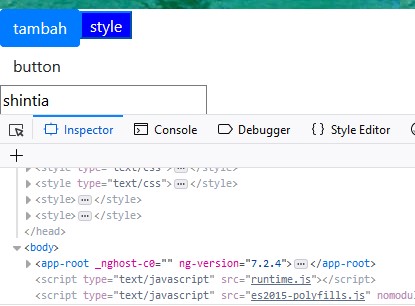 tambah style
button
shintia
Inspector Console Debugger {} Style Editor
+
<style type="text/css">⋯</style>
<style type="text/css">⋯</style>
<style>⋯</style>
<style>⋯</style>
</head>
<body>
<app-root _nghost-c0="" ng-version="7.2.4">⋯</app-root>
<script type="text/javascript" src="runtime.js"></script>
<script type="text/javascript" src="es2015-polyfills.js" nomodu